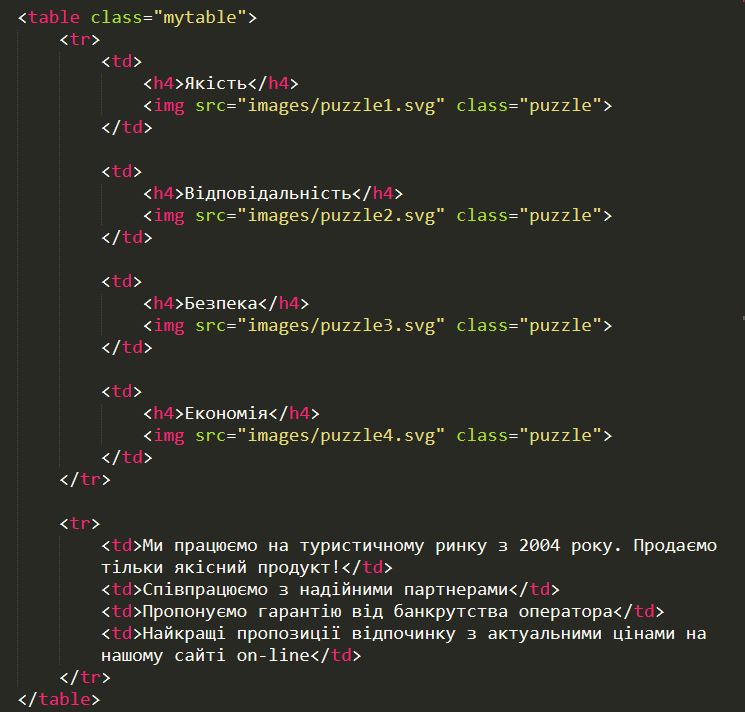 <table class="mytable">
<tr>
<td>
<h4>Якість</h4>
<img src="images/puzzle1.svg" class="puzzle">
</td>
<td>
<h4>Відповідальність</h4>
<img src="images/puzzle2.svg" class="puzzle">
</td>
<td>
<h4>Безпека</h4>
<img src="images/puzzle3.svg" class="puzzle">
</td>
<td>
<h4>Економія</h4>
<img src="images/puzzle4.svg" class="puzzle">
</td>
</tr>
<tr>
<td>Ми працюємо на туристичному ринку з 2004 року. Продаємо
тільки якісний продукт!</td>
<td>Співпрацюємо з надійними партнерами</td>
<td>Пропонуємо гарантію від банкрутства оператора</td>
<td>Найкращі пропозиції відпочинку з актуальними цінами на
нашому сайті on-line</td>
</tr>
</table>